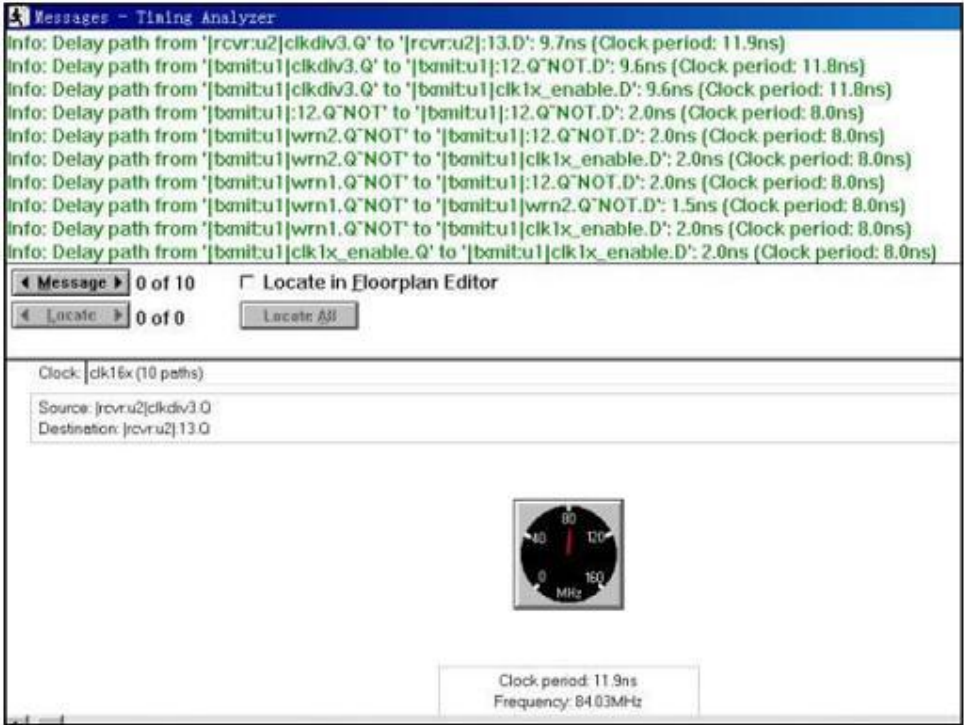 Messages - Timing Analyzer
Info: Delay path from '|rcvr:u2|clkdiv3.Q' to '|rcvr:u2|:13.D': 9.7ns (Clock period: 11.9ns)
Info: Delay path from '|txmit:u1|clkdiv3.Q' to '|txmit:u1|:12.Q~NOT.D': 9.6ns (Clock period: 11.8ns)
Info: Delay path from '|txmit:u1|clkdiv3.Q' to '|txmit:u1|clk1x_enable.D': 9.6ns (Clock period: 11.8ns)
Info: Delay path from '|txmit:u1|:12.Q~NOT' to '|txmit:u1|:12.Q~NOT.D': 2.0ns (Clock period: 8.0ns)
Info: Delay path from '|txmit:u1|wrn2.Q~NOT' to '|txmit:u1|:12.Q~NOT.D': 2.0ns (Clock period: 8.0ns)
Info: Delay path from '|txmit:u1|wrn2.Q~NOT' to '|txmit:u1|clk1x_enable.D': 2.0ns (Clock period: 8.0ns)
Info: Delay path from '|txmit:u1|wrn1.Q~NOT' to '|txmit:u1|:12.Q~NOT.D': 2.0ns (Clock period: 8.0ns)
Info: Delay path from '|txmit:u1|wrn1.Q~NOT' to '|txmit:u1|wrn2.Q~NOT.D': 1.5ns (Clock period: 8.0ns)
Info: Delay path from '|txmit:u1|wrn1.Q~NOT' to '|txmit:u1|clk1x_enable.D': 2.0ns (Clock period: 8.0ns)
Info: Delay path from '|txmit:u1|clk1x_enable.Q' to '|txmit:u1|clk1x_enable.D': 2.0ns (Clock period: 8.0ns)
Message 0 of 10 Locate in Floorplan Editor
Locate 0 of 0 Locate All
Clock: clk16x (10 paths)
Source: |rcvr:u2|clkdiv3.Q
Destination: |rcvr:u2|:13.Q
80
40 120
0 160
MHz
Clock period: 11.9ns
Frequency: 84.03MHz